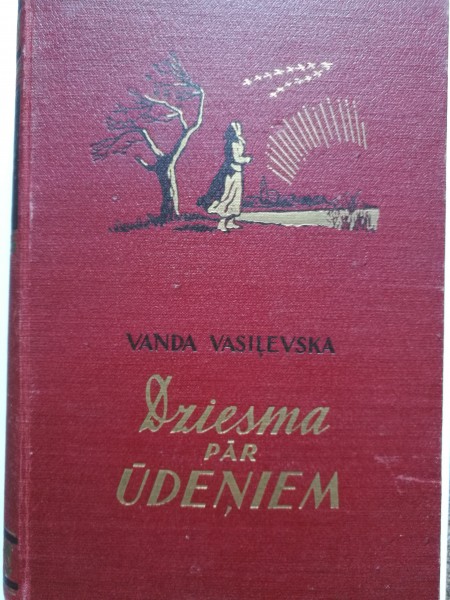 VANDA VASIĻEVSKA
Dziesma
PĀR
ŪDEŅIEM